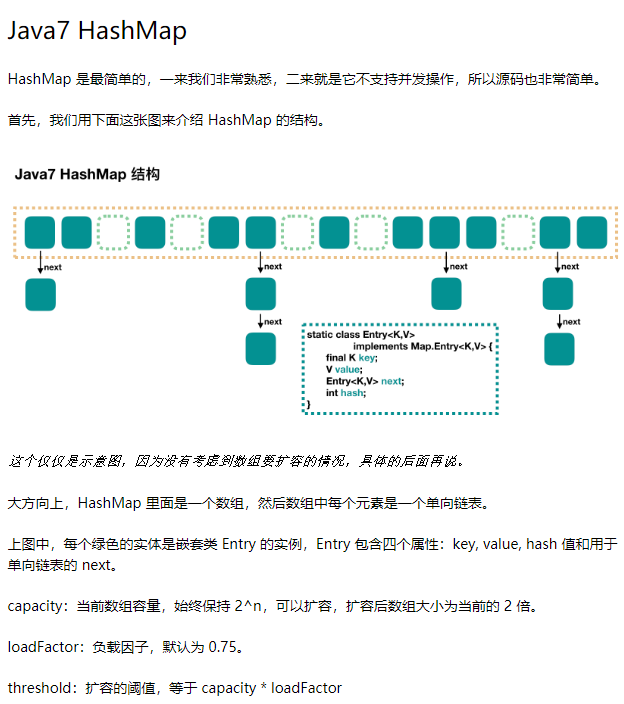 Java7 HashMap
HashMap 是最简单的，一来我们非常熟悉，二来就是它不支持并发操作，所以源码也非常简单。
首先，我们用下面这张图来介绍 HashMap 的结构。
Java7 HashMap 结构
next
next
next
next
next
next
static class Entry<K,V>
implements Map.Entry<K,V> {
final K key;
V value;
Entry<K,V> next;
int hash;
}
这个仅仅是示意图，因为没有考虑到数组要扩容的情况，具体的后面再说。
大方向上，HashMap 里面是一个数组，然后数组中每个元素是一个单向链表。
上图中，每个绿色的实体是嵌套类 Entry 的实例，Entry 包含四个属性：key, value, hash 值和用于
单向链表的 next。
capacity：当前数组容量，始终保持 2^n，可以扩容，扩容后数组大小为当前的 2 倍。
loadFactor：负载因子，默认为 0.75。
threshold：扩容的阈值，等于 capacity * loadFactor